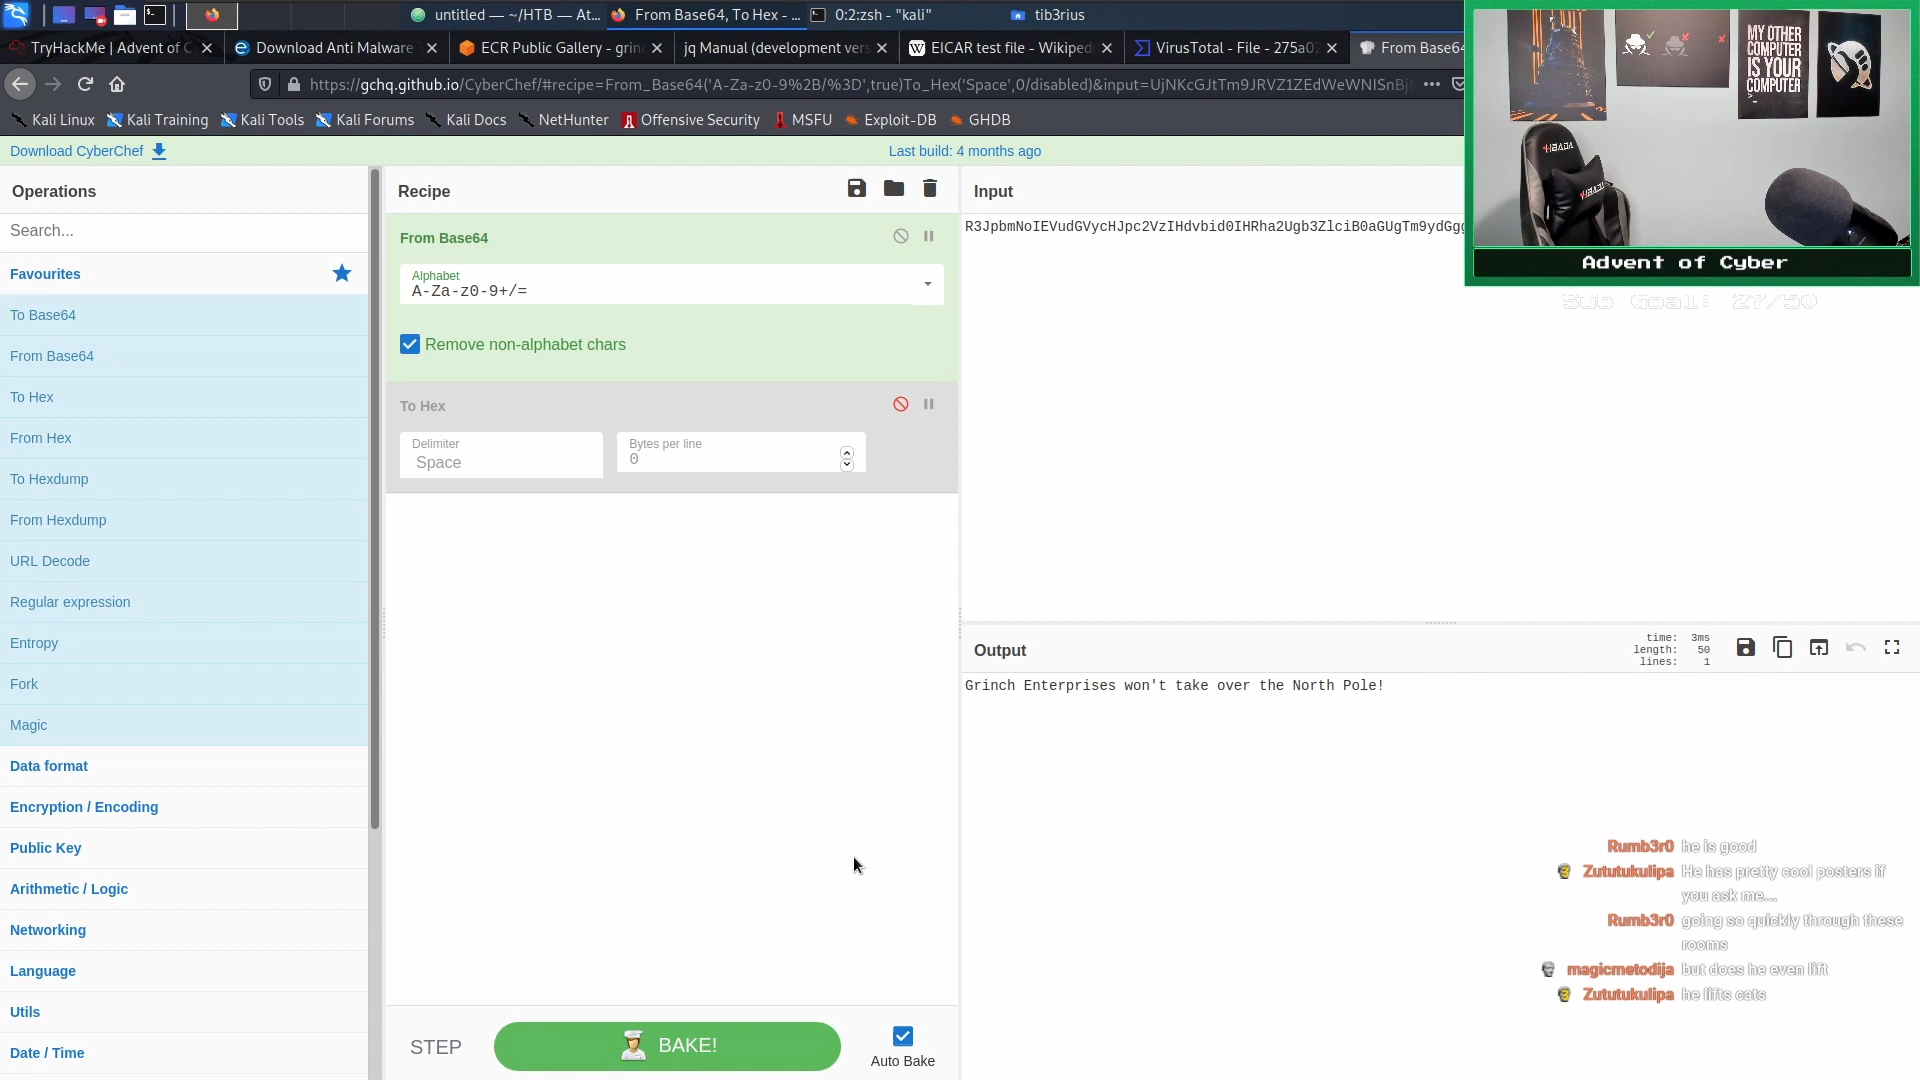 untitled — ~/HTB — At...
From Base64, To Hex - ...
0:2:zsh - "kali"
tib3rius
TryHackMe | Advent of C
Download Anti Malware
ECR Public Gallery - grin
jq Manual (development ver
EICAR test file - Wikiped
VirusTotal - File - 275a02
From Base64
https://gchq.github.io/CyberChef/#recipe=From_Base64('A-Za-z0-9%2B/%3D',true)To_Hex('Space',0/disabled)&input=UjNKcGJtTm9JRVZ1ZEdWeWNISnBj
Kali Linux
Kali Training
Kali Tools
Kali Forums
Kali Docs
NetHunter
Offensive Security
MSFU
Exploit-DB
GHDB
Download CyberChef
Last build: 4 months ago
Operations
Search...
Favourites
To Base64
From Base64
To Hex
From Hex
To Hexdump
From Hexdump
URL Decode
Regular expression
Entropy
Fork
Magic
Data format
Encryption / Encoding
Public Key
Arithmetic / Logic
Networking
Language
Utils
Date / Time
Recipe
From Base64
Alphabet
A-Za-z0-9+/=
Remove non-alphabet chars
To Hex
Delimiter
Space
Bytes per line
0
STEP
BAKE!
Auto Bake
Input
R3JpbmNoIEVudGVycHJpc2VzIHdvbid0IHRha2Ugb3ZlciB0aGUgTm9ydGgg
Output
time: 3ms
length: 50
lines: 1
Grinch Enterprises won't take over the North Pole!
MY OTHER
COMPUTER
IS YOUR
COMPUTER
>_
HBADA
Advent of Cyber
Sub Goal: 27/50
Rumb3r0 he is good
Zututukulipa He has pretty cool posters if
you ask me...
Rumb3r0 going so quickly through these
rooms
magicmetodija but does he even lift
Zututukulipa he lifts cats